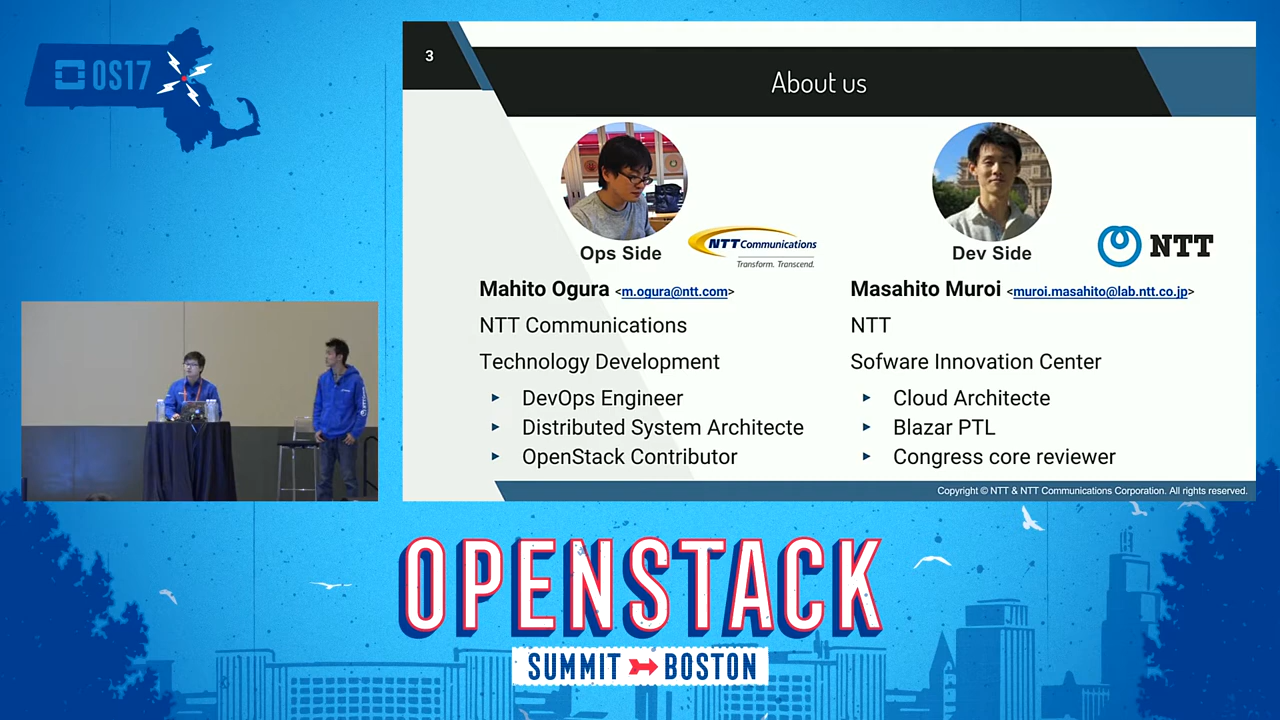 OS17
3
About us
Ops Side
NTT Communications
Transform. Transcend.
Mahito Ogura <m.ogura@ntt.com>
NTT Communications
Technology Development
DevOps Engineer
Distributed System Architecte
OpenStack Contributor
Dev Side
NTT
Masahito Muroi <muroi.masahito@lab.ntt.co.jp>
NTT
Sofware Innovation Center
Cloud Architecte
Blazar PTL
Congress core reviewer
Copyright © NTT & NTT Communications Corporation. All rights reserved.
OPENSTACK
SUMMIT BOSTON